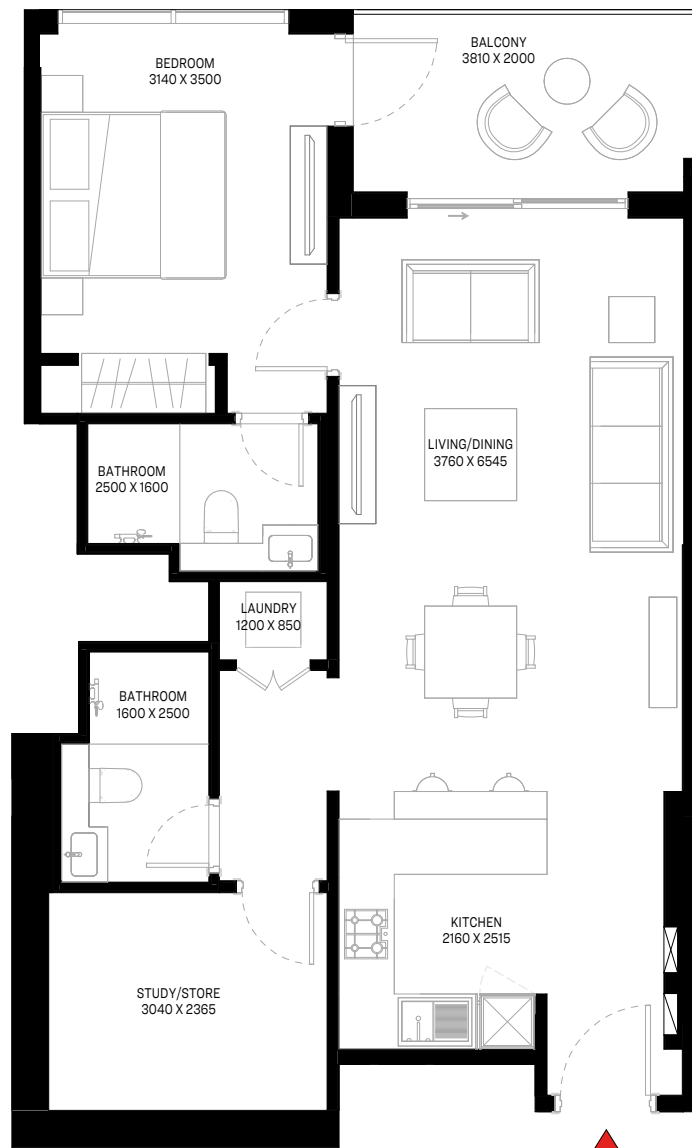 BEDROOM
3140 X 3500
BALCONY
3810 X 2000
LIVING/DINING
3760 X 6545
BATHROOM
2500 X 1600
LAUNDRY
1200 X 850
BATHROOM
1600 X 2500
KITCHEN
2160 X 2515
STUDY/STORE
3040 X 2365